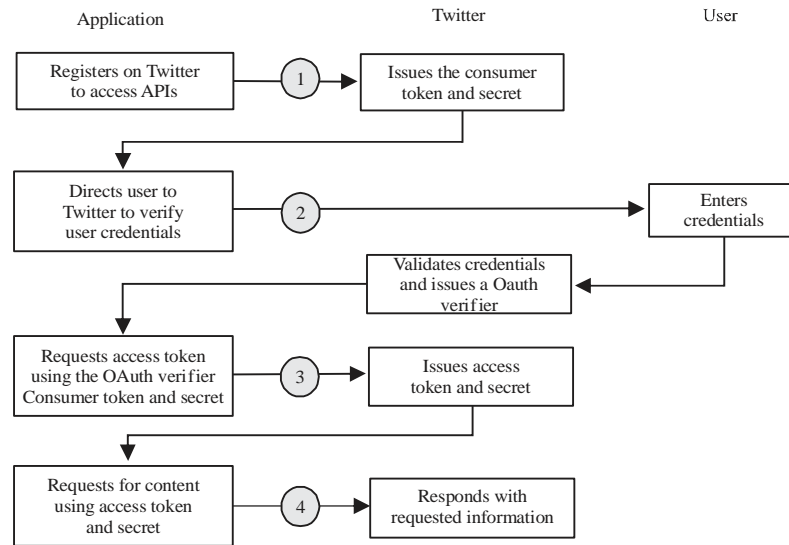 Application
Twitter
User
Registers on Twitter
to access APIs
1
Issues the consumer
token and secret
Directs user to
Twitter to verify
user credentials
2
Enters
credentials
Validates credentials
and issues a Oauth
verifier
Requests access token
using the OAuth verifier
Consumer token and secret
3
Issues access
token and secret
Requests for content
using access token
and secret
4
Responds with
requested information